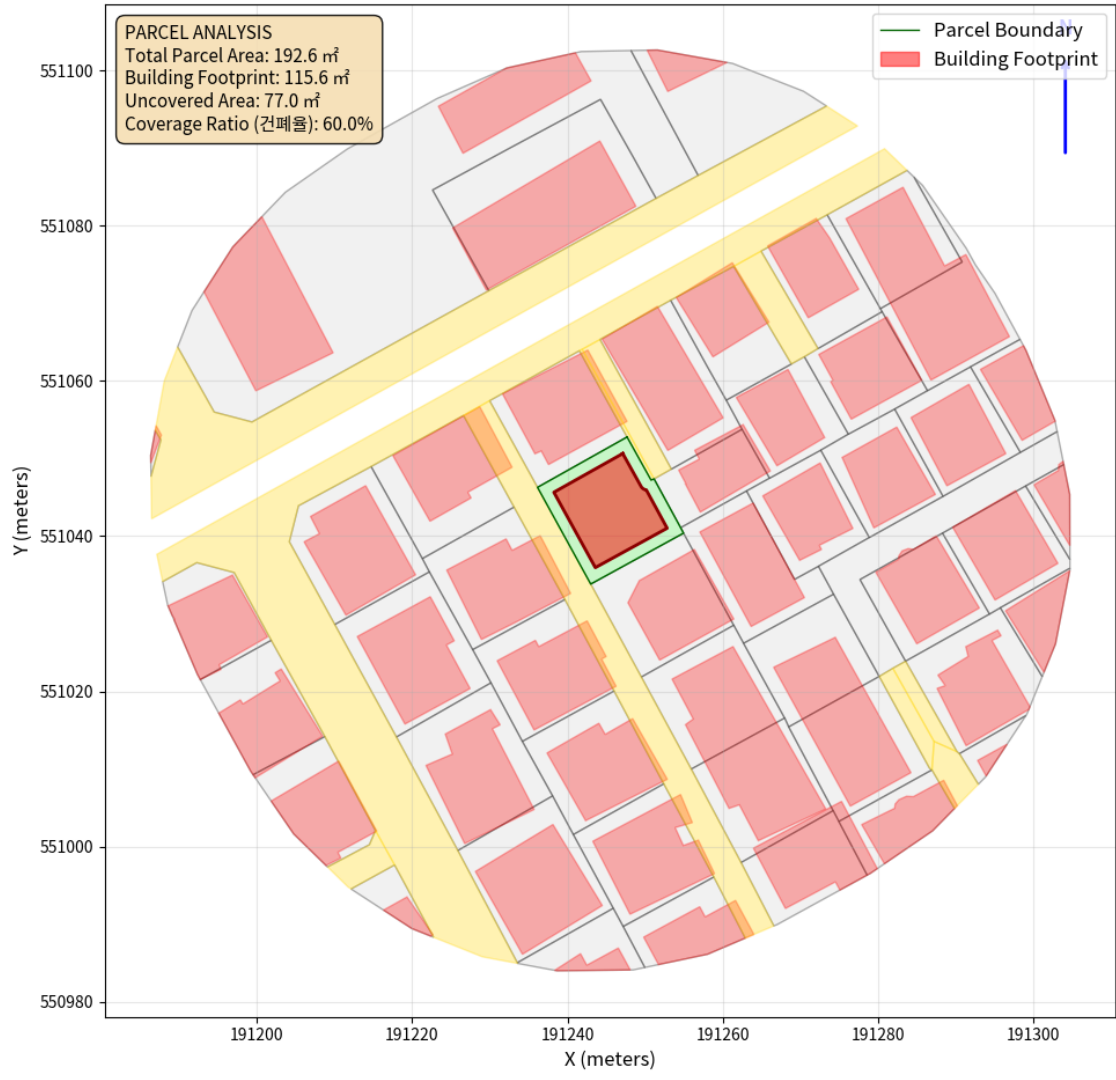 PARCEL ANALYSIS
Total Parcel Area: 192.6 ㎡
Building Footprint: 115.6 ㎡
Uncovered Area: 77.0 ㎡
Coverage Ratio (건폐율): 60.0%
Parcel Boundary
Building Footprint
N
551100
551080
551060
551040
551020
551000
550980
Y (meters)
191200
191220
191240
191260
191280
191300
X (meters)